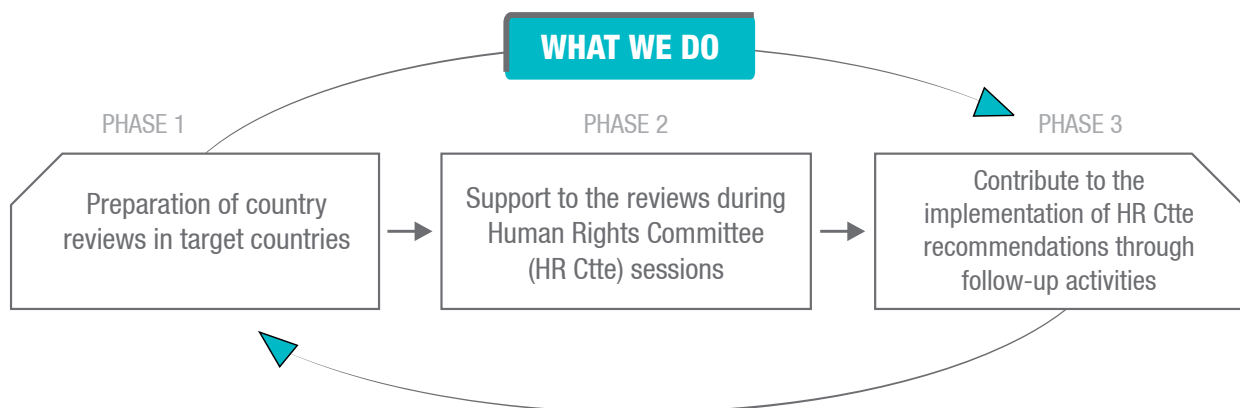 WHAT WE DO
PHASE 1
Preparation of country
reviews in target countries
PHASE 2
Support to the reviews during
Human Rights Committee
(HR Ctte) sessions
PHASE 3
Contribute to the
implementation of HR Ctte
recommendations through
follow-up activities